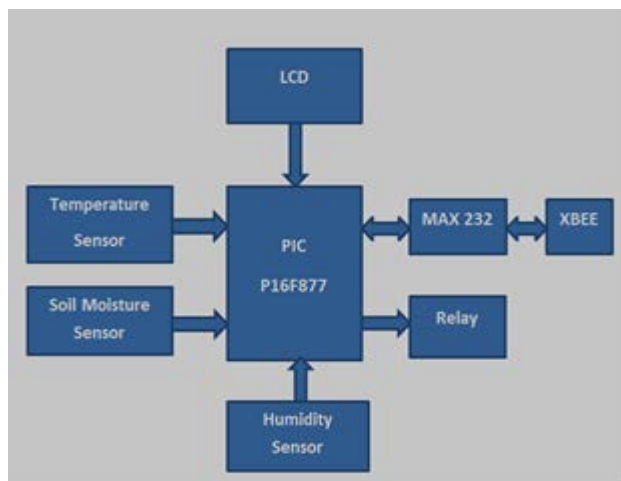 LCD
Temperature
Sensor
PIC
P16F877
MAX 232
XBEE
Soil Moisture
Sensor
Relay
Humidity
Sensor